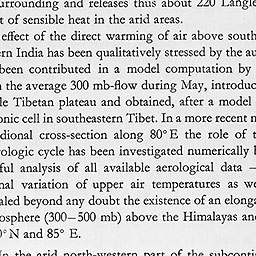 urrounding and releases thus about 220 Langle
t of sensible heat in the arid areas.
effect of the direct warming of air above south
ern India has been qualitatively stressed by the au
been contributed in a model computation by
n the average 300 mb-flow during May, introduc
le Tibetan plateau and obtained, after a model
onic cell in southeastern Tibet. In a more recent n
dional cross-section along 80° E the role of t
rologic cycle has been investigated numerically b
ful analysis of all available aerological data —
nal variation of upper air temperatures as we
ealed beyond any doubt the existence of an elonga
osphere (300—500 mb) above the Himalayas and
0° N and 85° E.
In the arid north-western part of the subconti